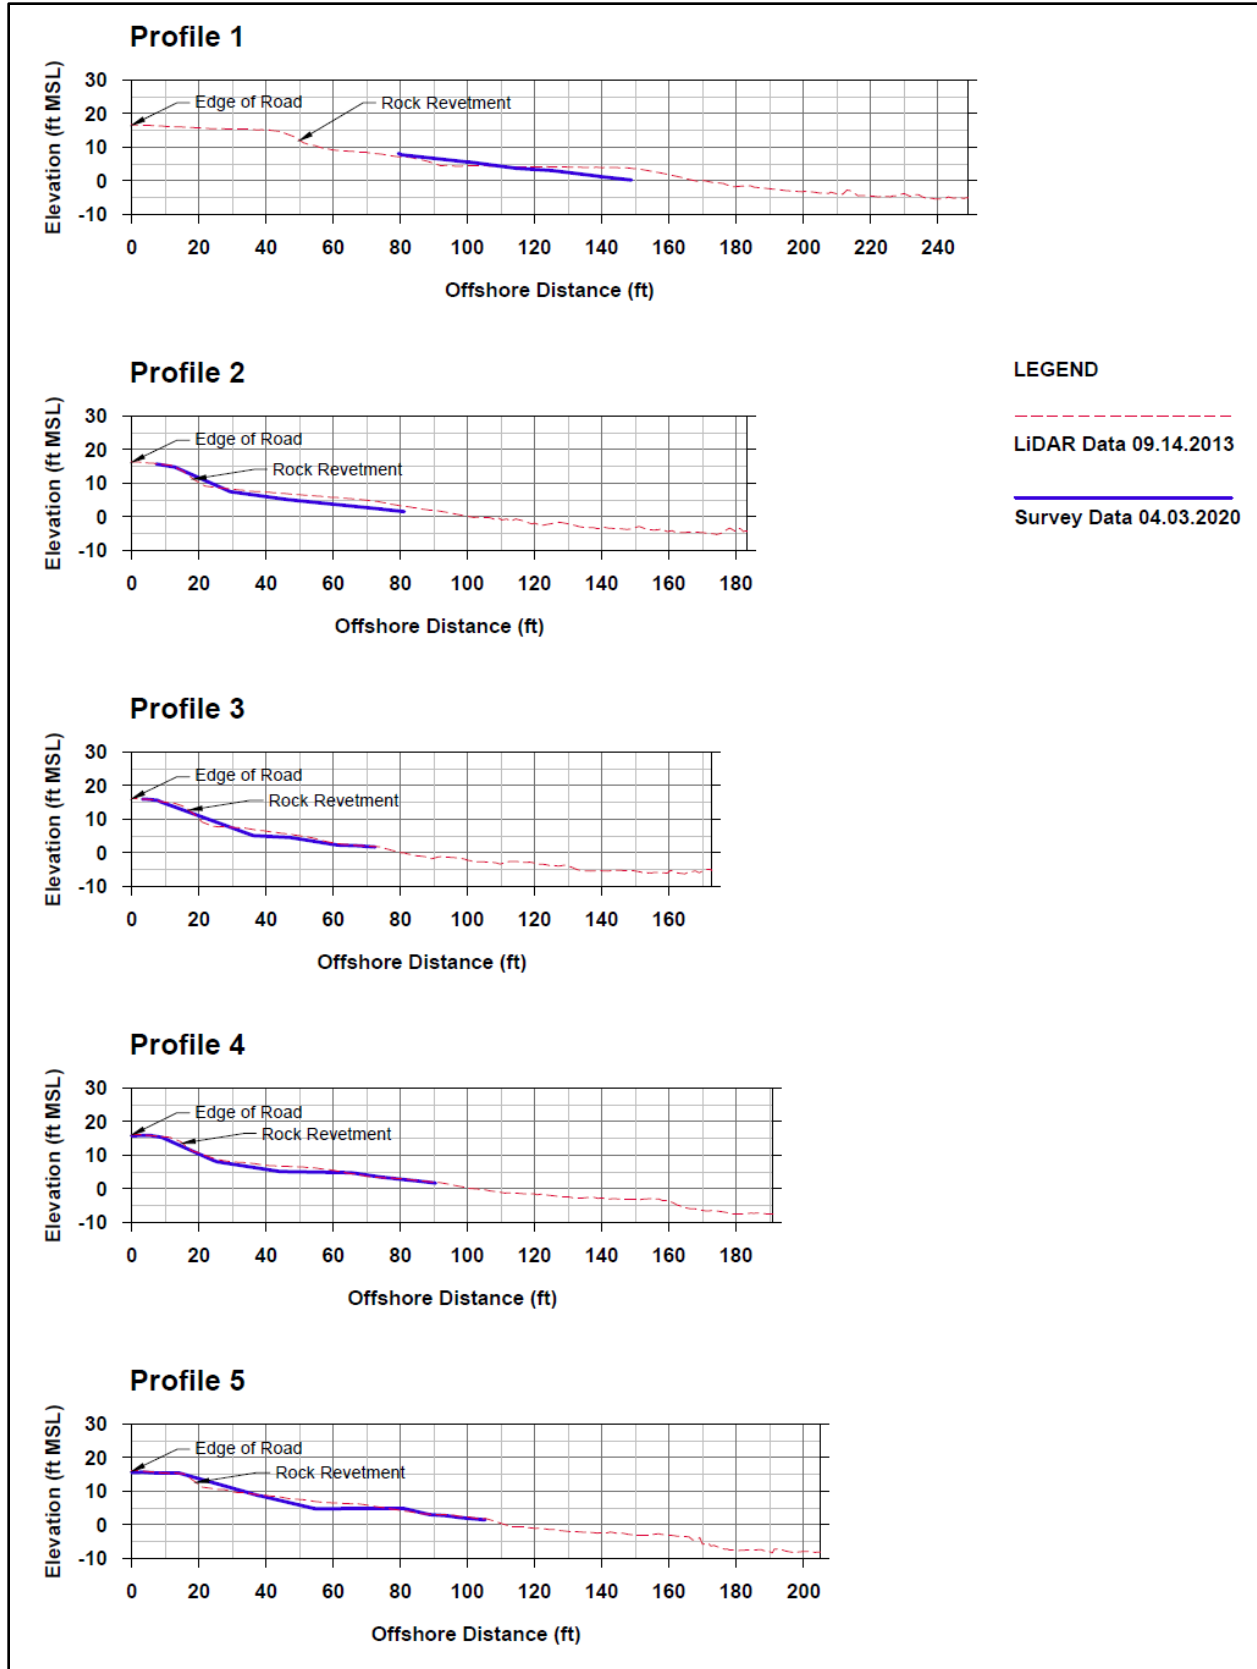 Profile 1
Elevation (ft MSL)
30
20
10
0
-10
Edge of Road
Rock Revetment
0 20 40 60 80 100 120 140 160 180 200 220 240
Offshore Distance (ft)
Profile 2
Elevation (ft MSL)
30
20
10
0
-10
Edge of Road
Rock Revetment
0 20 40 60 80 100 120 140 160 180
Offshore Distance (ft)
LEGEND
LiDAR Data 09.14.2013
Survey Data 04.03.2020
Profile 3
Elevation (ft MSL)
30
20
10
0
-10
Edge of Road
Rock Revetment
0 20 40 60 80 100 120 140 160
Offshore Distance (ft)
Profile 4
Elevation (ft MSL)
30
20
10
0
-10
Edge of Road
Rock Revetment
0 20 40 60 80 100 120 140 160 180
Offshore Distance (ft)
Profile 5
Elevation (ft MSL)
30
20
10
0
-10
Edge of Road
Rock Revetment
0 20 40 60 80 100 120 140 160 180 200
Offshore Distance (ft)